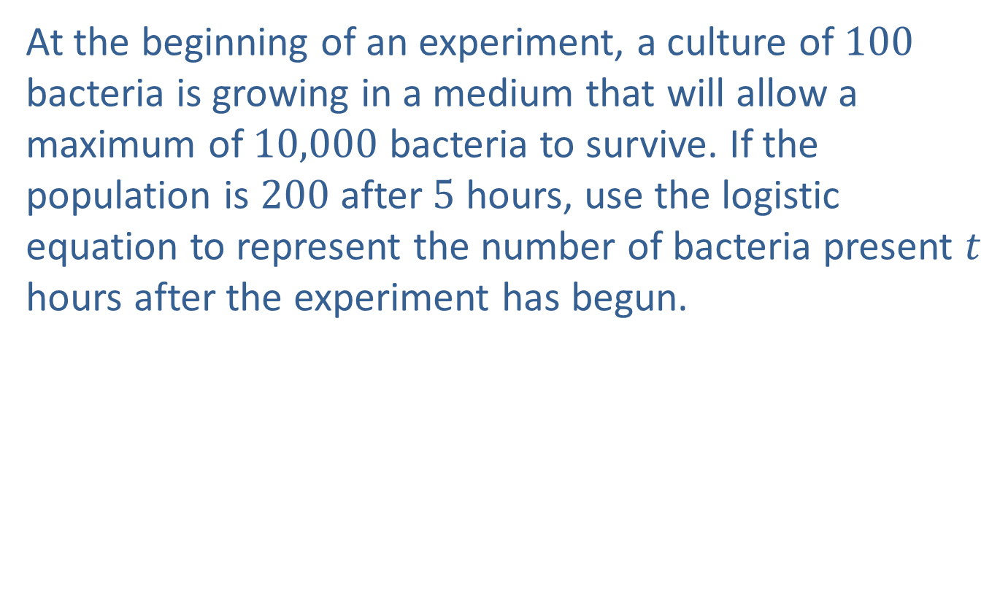 At the beginning of an experiment, a culture of 100
bacteria is growing in a medium that will allow a
maximum of 10,000 bacteria to survive. If the
population is 200 after 5 hours, use the logistic
equation to represent the number of bacteria present t
hours after the experiment has begun.